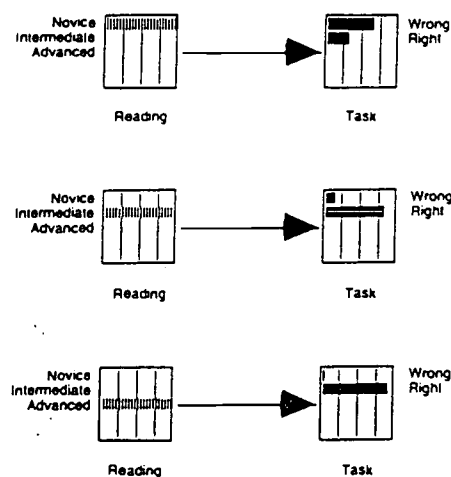 Novice
Intermediate
Advanced
Wrong
Right
Reading
Task
Novice
Intermediate
Advanced
Wrong
Right
Reading
Task
Novice
Intermediate
Advanced
Wrong
Right
Reading
Task